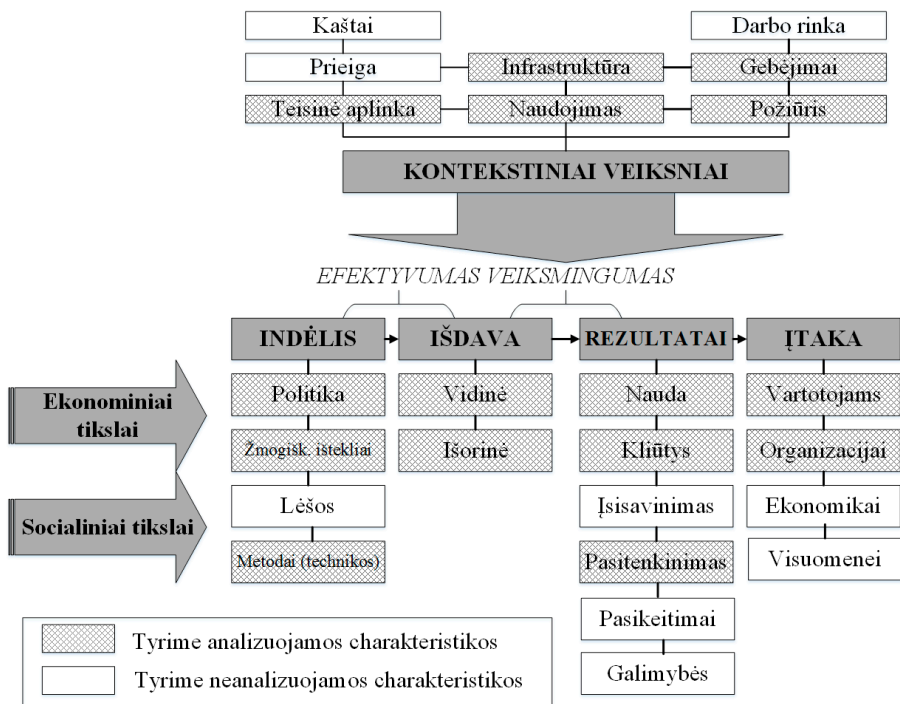 Kaštai
Darbo rinka
Prieiga
Infrastruktūra
Gebėjimai
Teisinė aplinka
Naudojimas
Požiūris
KONTEKSTINIAI VEIKSNIAI
EFEKTYVUMAS VEIKSMINGUMAS
INDĖLIS
IŠDAVA
REZULTATAI
ĮTAKA
Ekonominiai
tikslai
Socialiniai tikslai
Politika
Žmogišk. ištekliai
Lėšos
Metodai (technikos)
Vidinė
Išorinė
Nauda
Kliūtys
Įsisavinimas
Pasitenkinimas
Pasikeitimai
Galimybės
Vartotojams
Organizacijai
Ekonomikai
Visuomenei
Tyrime analizuojamos charakteristikos
Tyrime neanalizuojamos charakteristikos